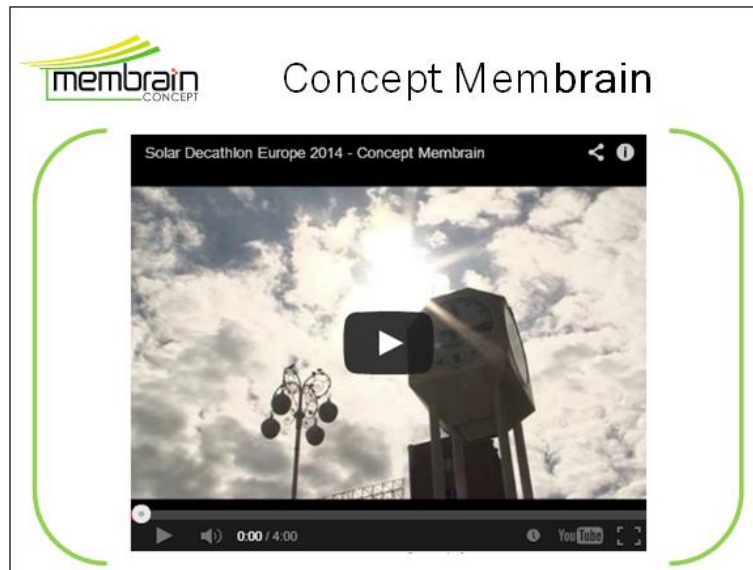 membrain
CONCEPT
Concept Membrain
Solar Decathlon Europe 2014 - Concept Membrain
0:00 / 4:00
YouTube